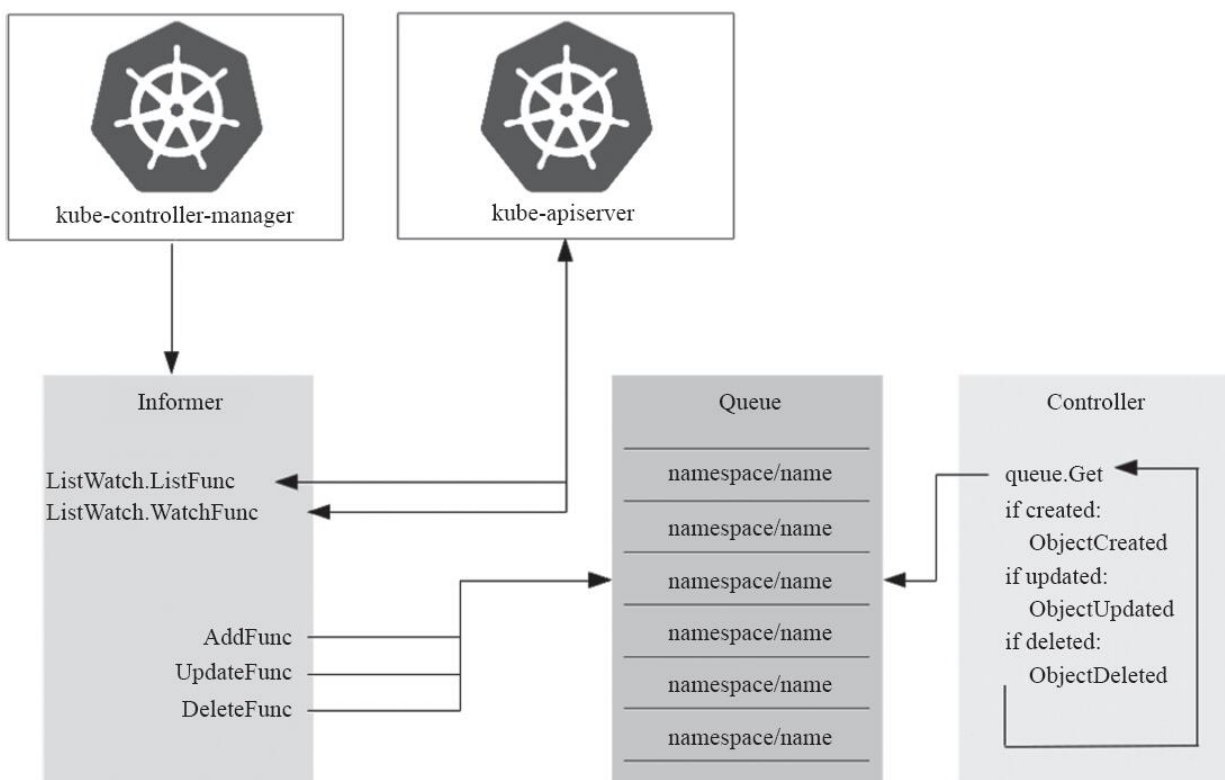 kube-controller-manager
kube-apiserver
Informer
ListWatch.ListFunc
ListWatch.WatchFunc
AddFunc
UpdateFunc
DeleteFunc
Queue
namespace/name
namespace/name
namespace/name
namespace/name
namespace/name
namespace/name
Controller
queue.Get
if created:
ObjectCreated
if updated:
ObjectUpdated
if deleted:
ObjectDeleted